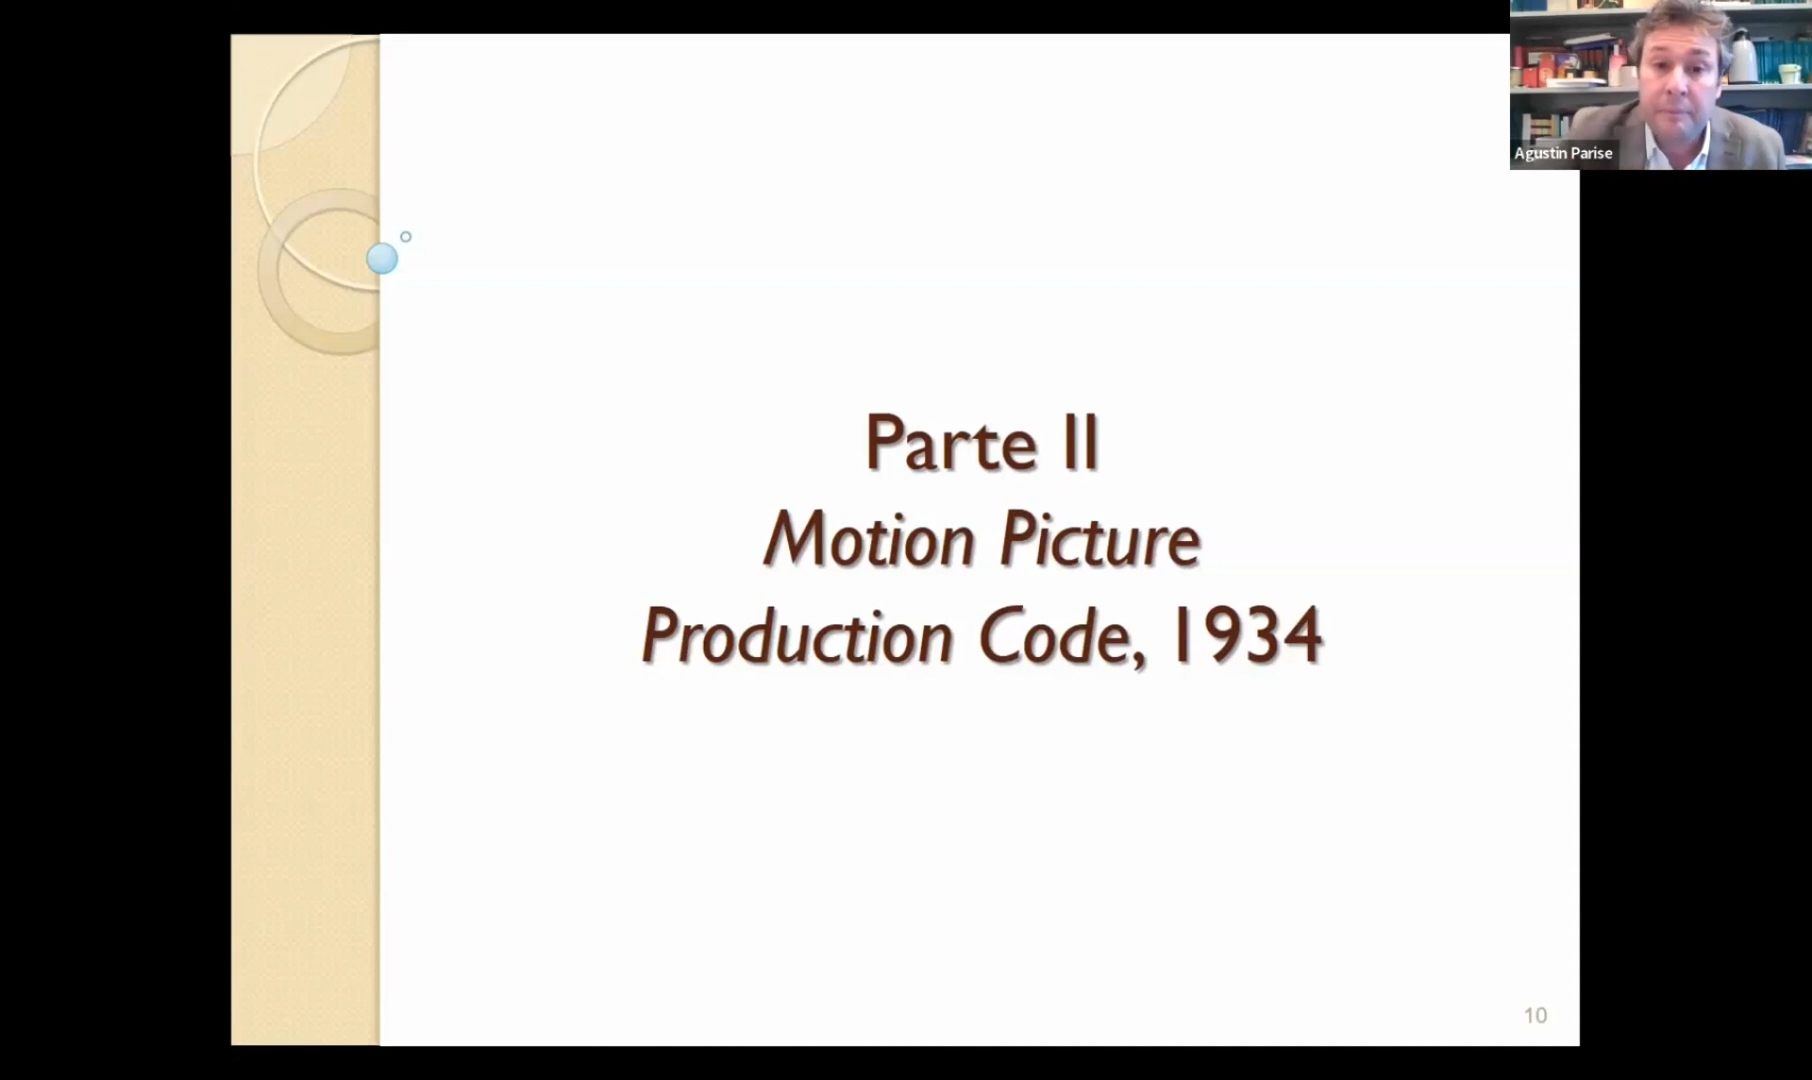 Agustin Parise
Parte II
Motion Picture
Production Code, 1934
10